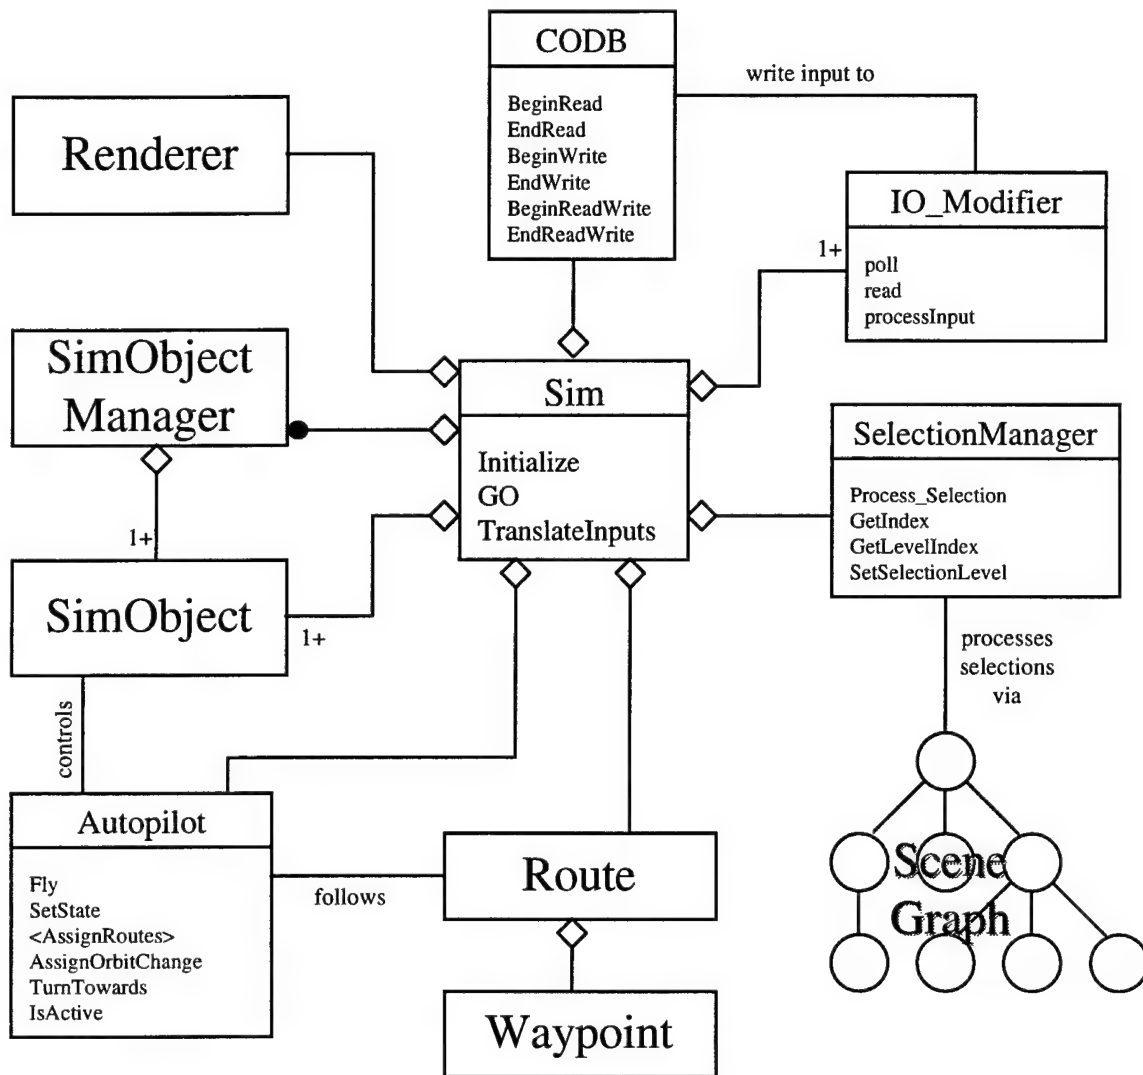 CODB
BeginRead
EndRead
BeginWrite
EndWrite
BeginReadWrite
EndReadWrite
write input to
Renderer
IO_Modifier
poll
read
processInput
1+
SimObject
Manager
1+
Sim
Initialize
GO
TranslateInputs
SelectionManager
Process_Selection
GetIndex
GetLevelIndex
SetSelectionLevel
SimObject
1+
processes
selections
via
controls
Autopilot
Fly
SetState
<AssignRoutes>
AssignOrbitChange
TurnTowards
IsActive
follows
Route
Waypoint
Scene
Graph